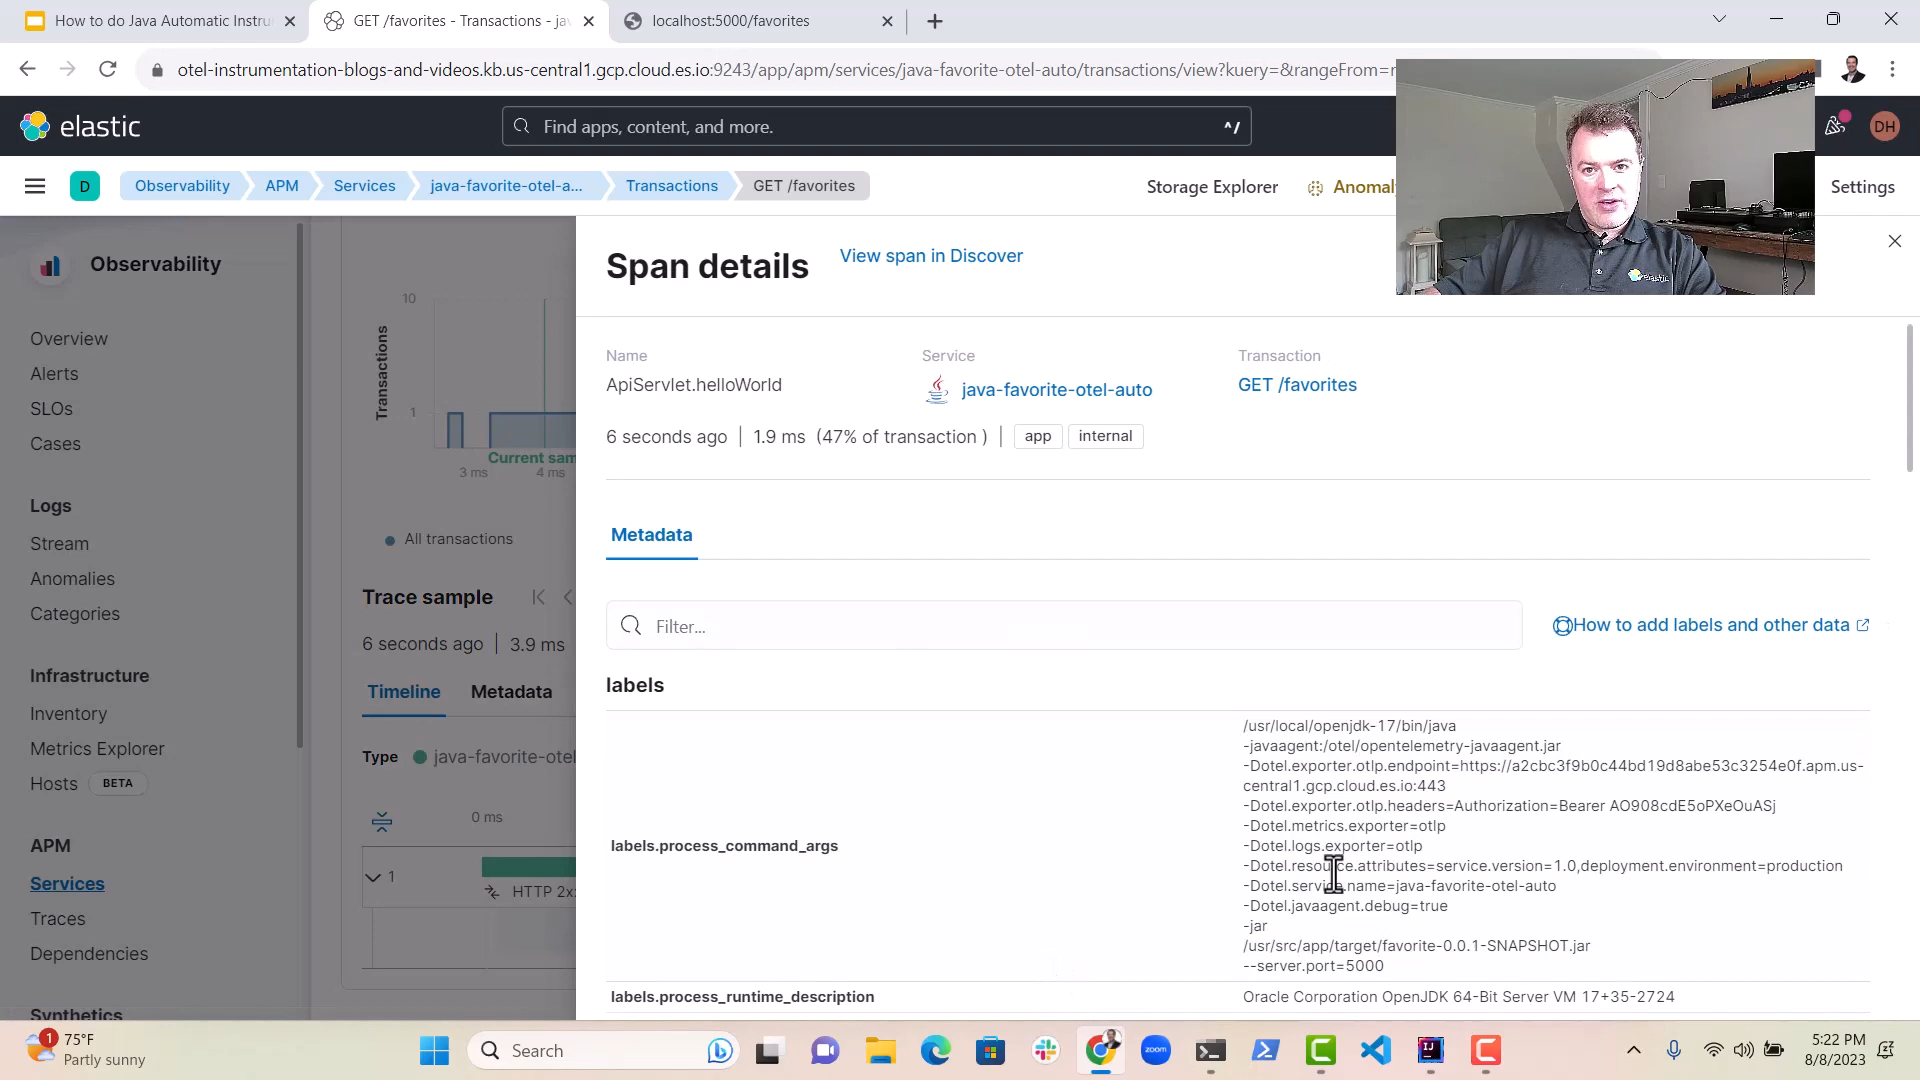 How to do Java Automatic Instru
GET /favorites - Transactions - ja
localhost:5000/favorites
otel-instrumentation-blogs-and-videos.kb.us-central1.gcp.cloud.es.io:9243/app/apm/services/java-favorite-otel-auto/transactions/view?kuery=&rangeFrom=
elastic
Find apps, content, and more.
^/
DH
D
Observability
APM
Services
java-favorite-otel-a...
Transactions
GET /favorites
Storage Explorer
Anomal
Settings
elastic
Observability
Overview
Alerts
SLOs
Cases
Logs
Stream
Anomalies
Categories
Infrastructure
Inventory
Metrics Explorer
Hosts BETA
APM
Services
Traces
Dependencies
Synthetics
Transactions
10
1
Current sam
3 ms 4 ms
All transactions
Trace sample
6 seconds ago | 3.9 ms
Timeline Metadata
Type java-favorite-otel
0 ms
1
HTTP 2x
Span details
View span in Discover
Name
ApiServlet.helloWorld
Service
java-favorite-otel-auto
Transaction
GET /favorites
6 seconds ago | 1.9 ms (47% of transaction ) | app internal
Metadata
Filter...
How to add labels and other data
labels
labels.process_command_args
/usr/local/openjdk-17/bin/java
-javaagent:/otel/opentelemetry-javaagent.jar
-Dotel.exporter.otlp.endpoint=https://a2cbc3f9b0c44bd19d8abe53c3254e0f.apm.us-
central1.gcp.cloud.es.io:443
-Dotel.exporter.otlp.headers=Authorization=Bearer AO908cdE5oPXeOuASj
-Dotel.metrics.exporter=otlp
-Dotel.logs.exporter=otlp
-Dotel.resource.attributes=service.version=1.0,deployment.environment=production
-Dotel.service.name=java-favorite-otel-auto
-Dotel.javaagent.debug=true
-jar
/usr/src/app/target/favorite-0.0.1-SNAPSHOT.jar
--server.port=5000
labels.process_runtime_description
Oracle Corporation OpenJDK 64-Bit Server VM 17+35-2724
1
75°F
Partly sunny
Search
zoom
IJ
5:22 PM
8/8/2023